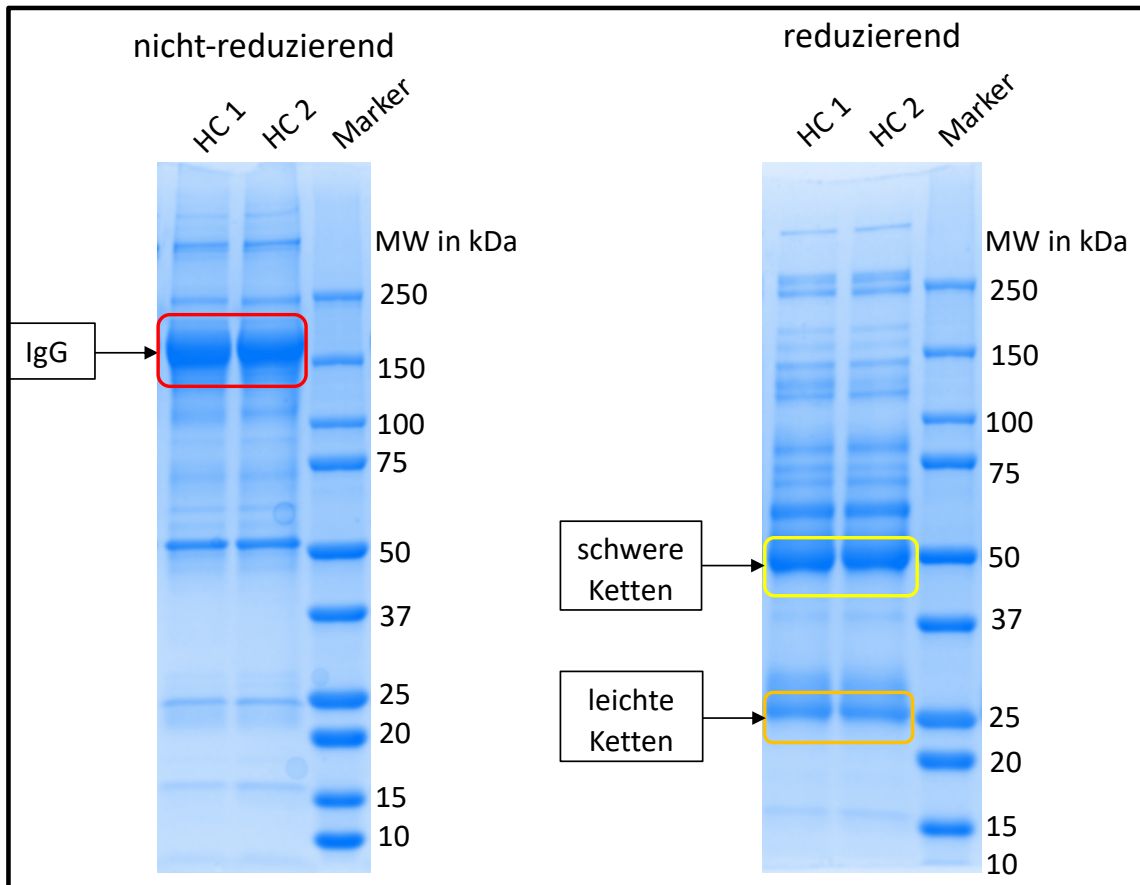 nicht-reduzierend
HC 1
HC 2
Marker
MW in kDa
250
150
100
75
50
37
25
20
15
10
IgG
reduzierend
HC 1
HC 2
Marker
MW in kDa
250
150
100
75
50
37
25
20
15
10
schwere
Ketten
leichte
Ketten